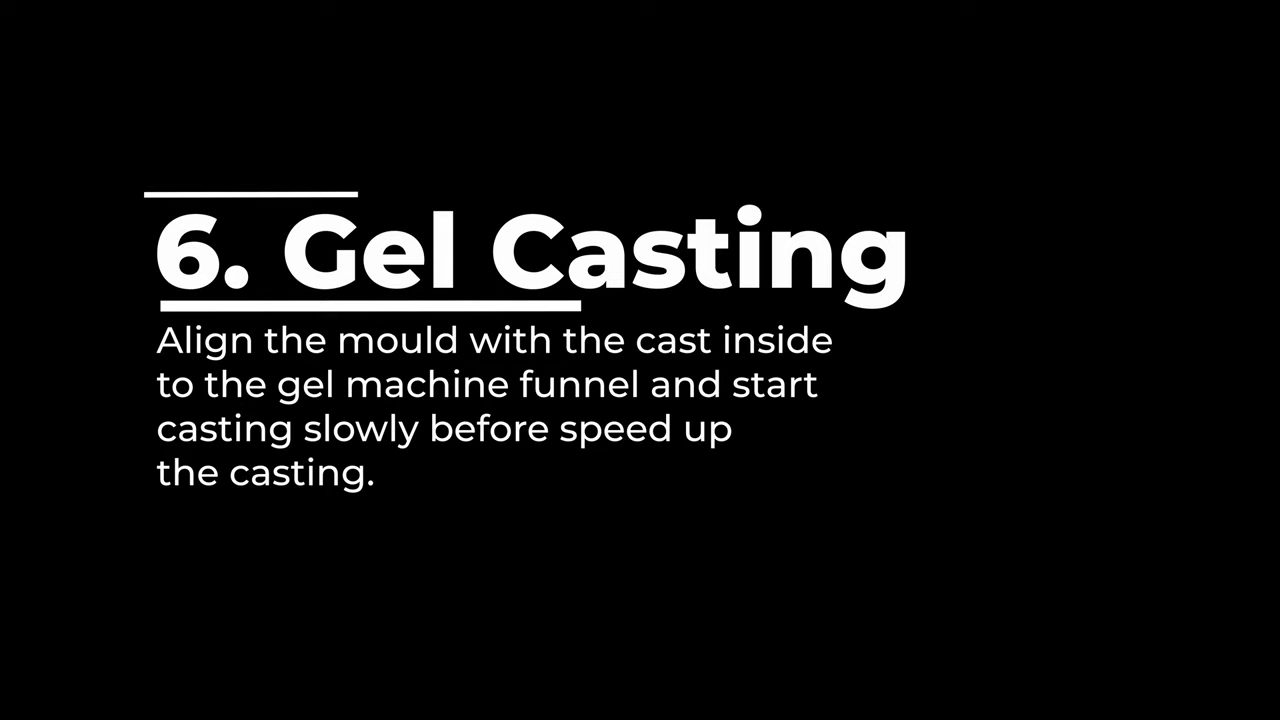 6. Gel Casting
Align the mould with the cast inside
to the gel machine funnel and start
casting slowly before speed up
the casting.